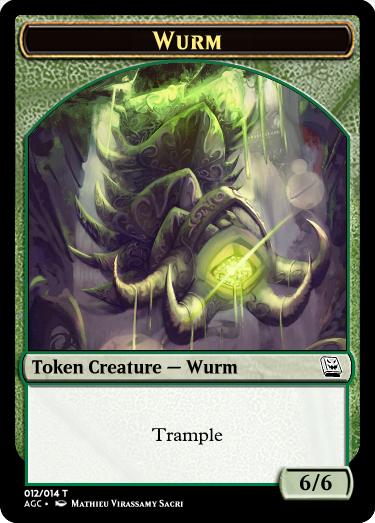 Wurm
Token Creature — Wurm
Trample
6/6
012/014 T
AGC • Mathieu Virassamy Sacri